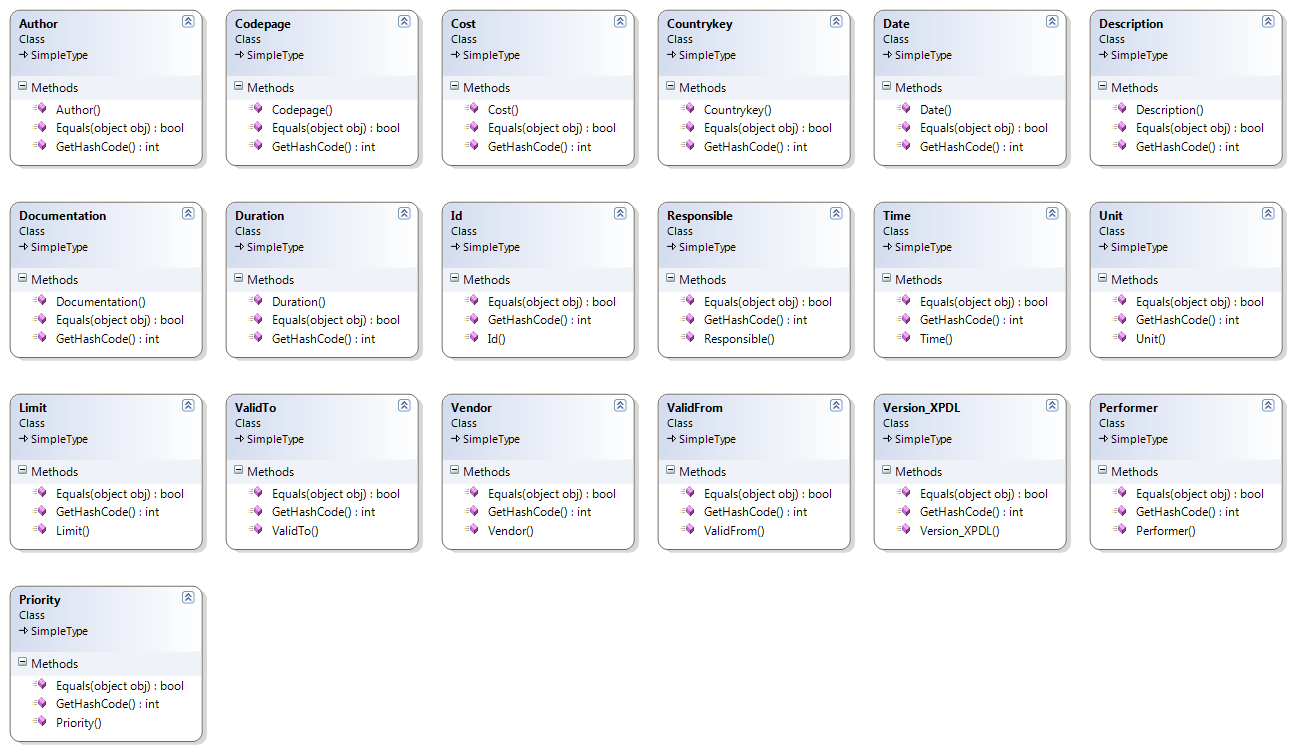 Author
Class
SimpleType
Methods
Author()
Equals(object obj) : bool
GetHashCode() : int
Codepage
Class
SimpleType
Methods
Codepage()
Equals(object obj) : bool
GetHashCode() : int
Cost
Class
SimpleType
Methods
Cost()
Equals(object obj) : bool
GetHashCode() : int
Countrykey
Class
SimpleType
Methods
Countrykey()
Equals(object obj) : bool
GetHashCode() : int
Date
Class
SimpleType
Methods
Date()
Equals(object obj) : bool
GetHashCode() : int
Description
Class
SimpleType
Methods
Description()
Equals(object obj) : bool
GetHashCode() : int
Documentation
Class
SimpleType
Methods
Documentation()
Equals(object obj) : bool
GetHashCode() : int
Duration
Class
SimpleType
Methods
Duration()
Equals(object obj) : bool
GetHashCode() : int
Id
Class
SimpleType
Methods
Equals(object obj) : bool
GetHashCode() : int
Id()
Responsible
Class
SimpleType
Methods
Equals(object obj) : bool
GetHashCode() : int
Responsible()
Time
Class
SimpleType
Methods
Equals(object obj) : bool
GetHashCode() : int
Time()
Unit
Class
SimpleType
Methods
Equals(object obj) : bool
GetHashCode() : int
Unit()
Limit
Class
SimpleType
Methods
Equals(object obj) : bool
GetHashCode() : int
Limit()
ValidTo
Class
SimpleType
Methods
Equals(object obj) : bool
GetHashCode() : int
ValidTo()
Vendor
Class
SimpleType
Methods
Equals(object obj) : bool
GetHashCode() : int
Vendor()
ValidFrom
Class
SimpleType
Methods
Equals(object obj) : bool
GetHashCode() : int
ValidFrom()
Version_XPDL
Class
SimpleType
Methods
Equals(object obj) : bool
GetHashCode() : int
Version_XPDL()
Performer
Class
SimpleType
Methods
Equals(object obj) : bool
GetHashCode() : int
Performer()
Priority
Class
SimpleType
Methods
Equals(object obj) : bool
GetHashCode() : int
Priority()